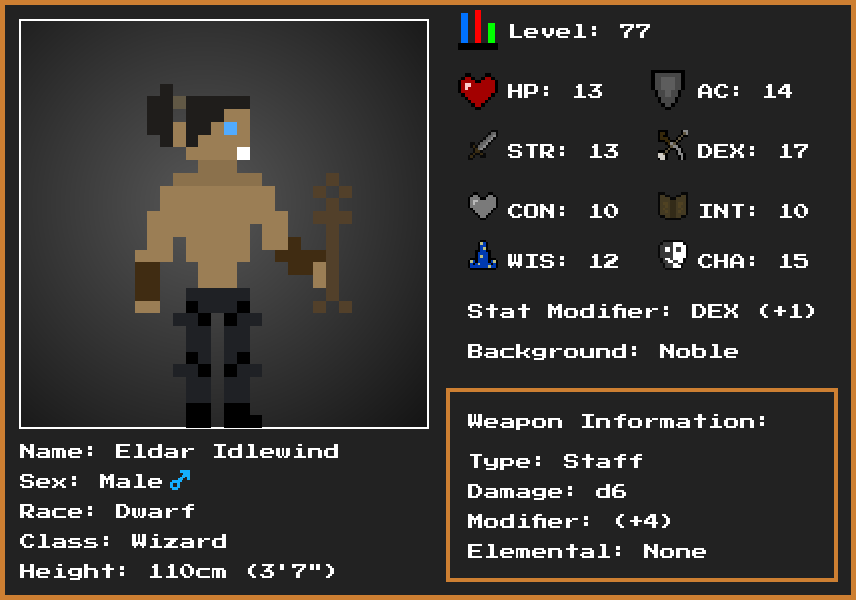 Level: 77
HP: 13 AC: 14
STR: 13 DEX: 17
CON: 10 INT: 10
WIS: 12 CHA: 15
Stat Modifier: DEX (+1)
Background: Noble
Weapon Information:
Type: Staff
Damage: d6
Modifier: (+4)
Elemental: None
Name: Eldar Idlewind
Sex: Male♂
Race: Dwarf
Class: Wizard
Height: 110cm (3'7")